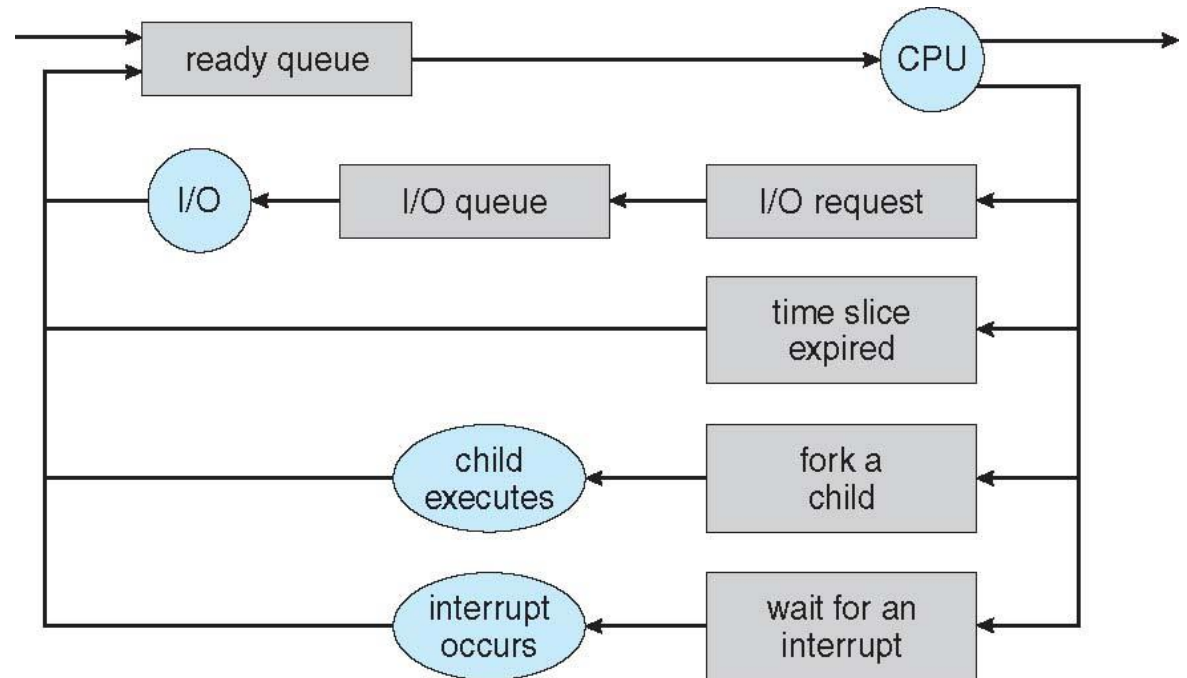 ready queue
CPU
I/O
I/O queue
I/O request
time slice
expired
child
executes
fork a
child
interrupt
occurs
wait for an
interrupt